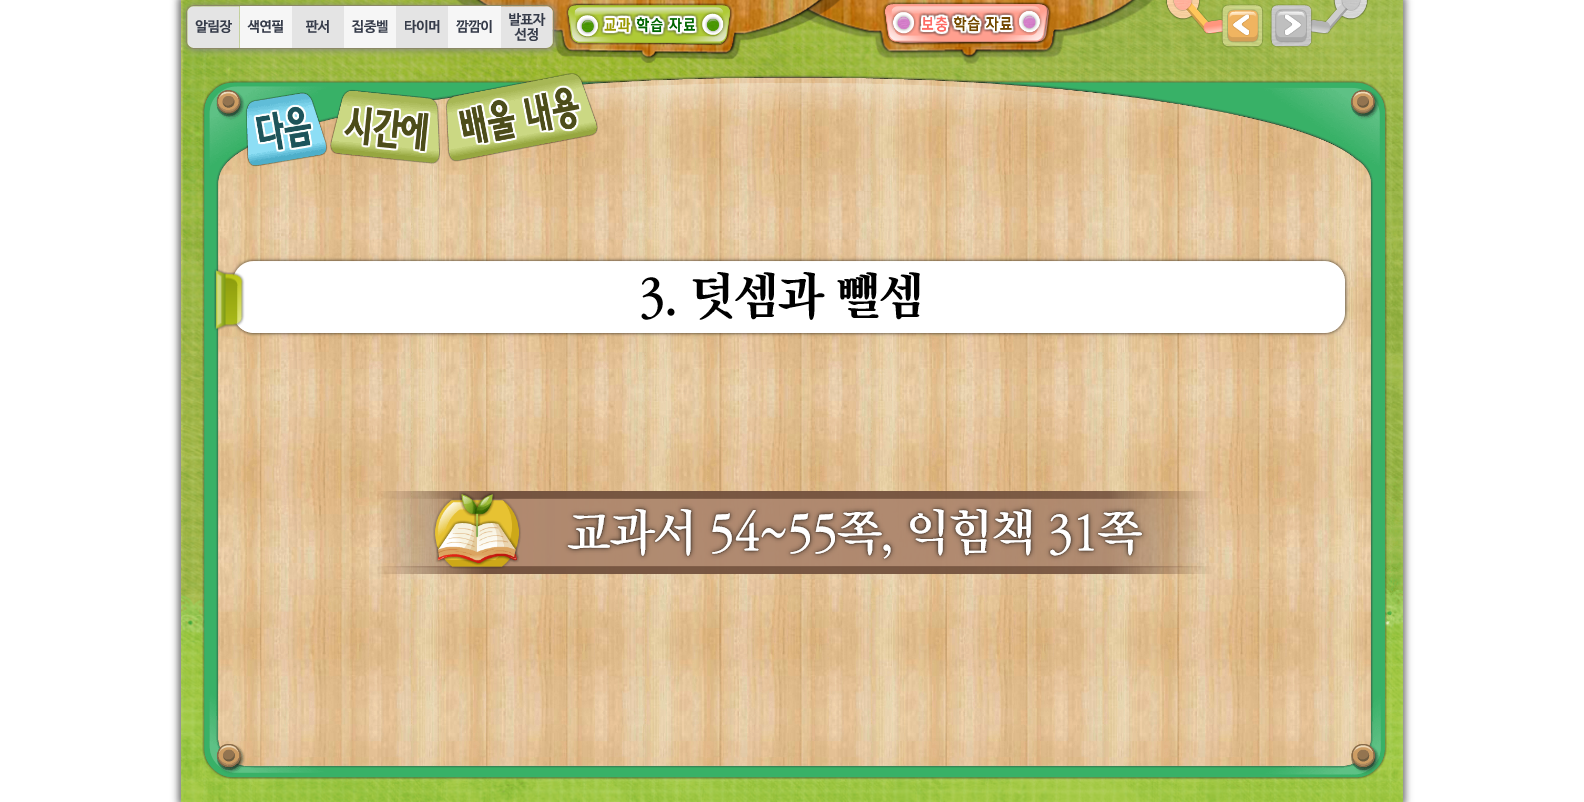 알림장 색연필 판서 집중벨 타이머 깜깜이 발표자 선정
교과 학습 자료
보충 학습 자료
다음 시간에 배울 내용
3. 덧셈과 뺄셈
교과서 54~55쪽, 익힘책 31쪽